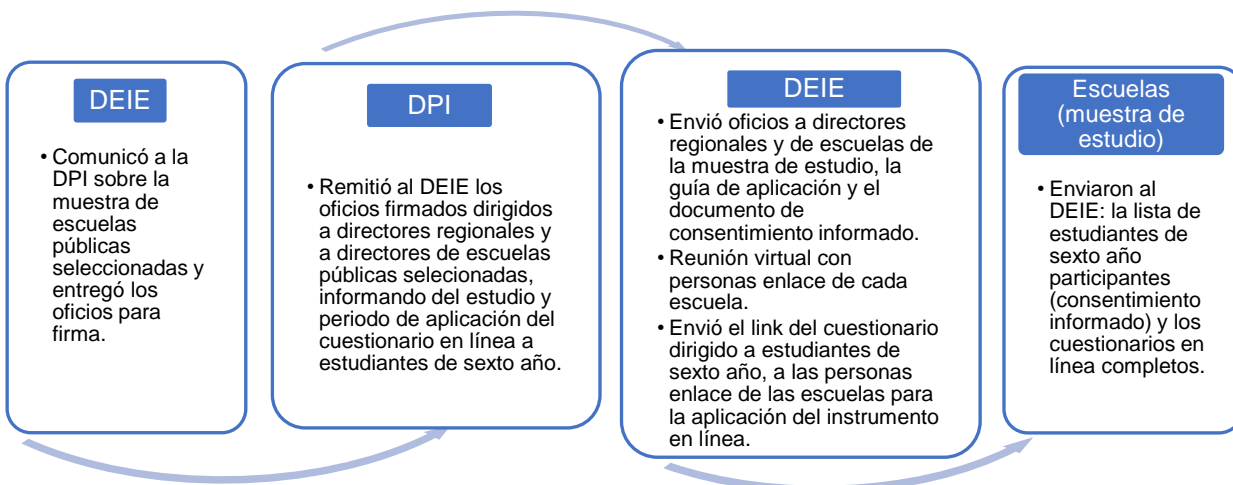 DEIE
• Comunicó a la
DPI sobre la
muestra de
escuelas
públicas
seleccionadas y
entregó los
oficios para
firma.
DPI
• Remitió al DEIE los
oficios firmados dirigidos
a directores regionales y
a directores de escuelas
públicas selecionadas,
informando del estudio y
periodo de aplicación del
cuestionario en línea a
estudiantes de sexto año.
DEIE
• Envió oficios a directores
regionales y de escuelas de
la muestra de estudio, la
guía de aplicación y el
documento de
consentimiento informado.
• Reunión virtual con
personas enlace de cada
escuela.
• Envió el link del cuestionario
dirigido a estudiantes de
sexto año, a las personas
enlace de las escuelas para
la aplicación del instrumento
en línea.
Escuelas
(muestra de
estudio)
• Enviaron al
DEIE: la lista de
estudiantes de
sexto año
participantes
(consentimiento
informado) y los
cuestionarios en
línea completos.